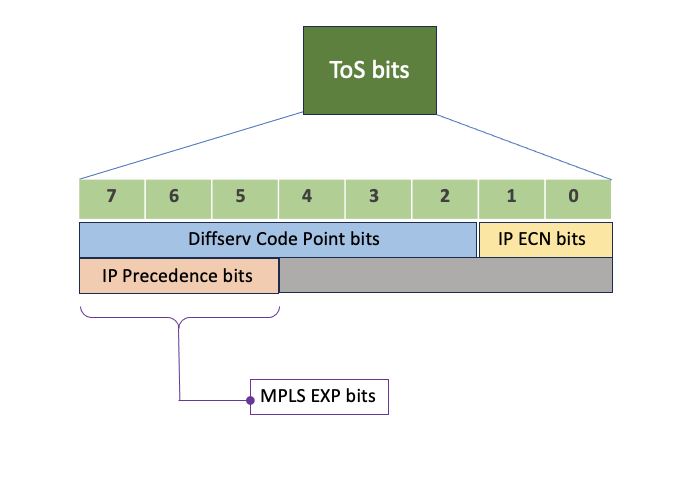 ToS bits
7 6 5 4 3 2 1 0
Diffserv Code Point bits IP ECN bits
IP Precedence bits
MPLS EXP bits